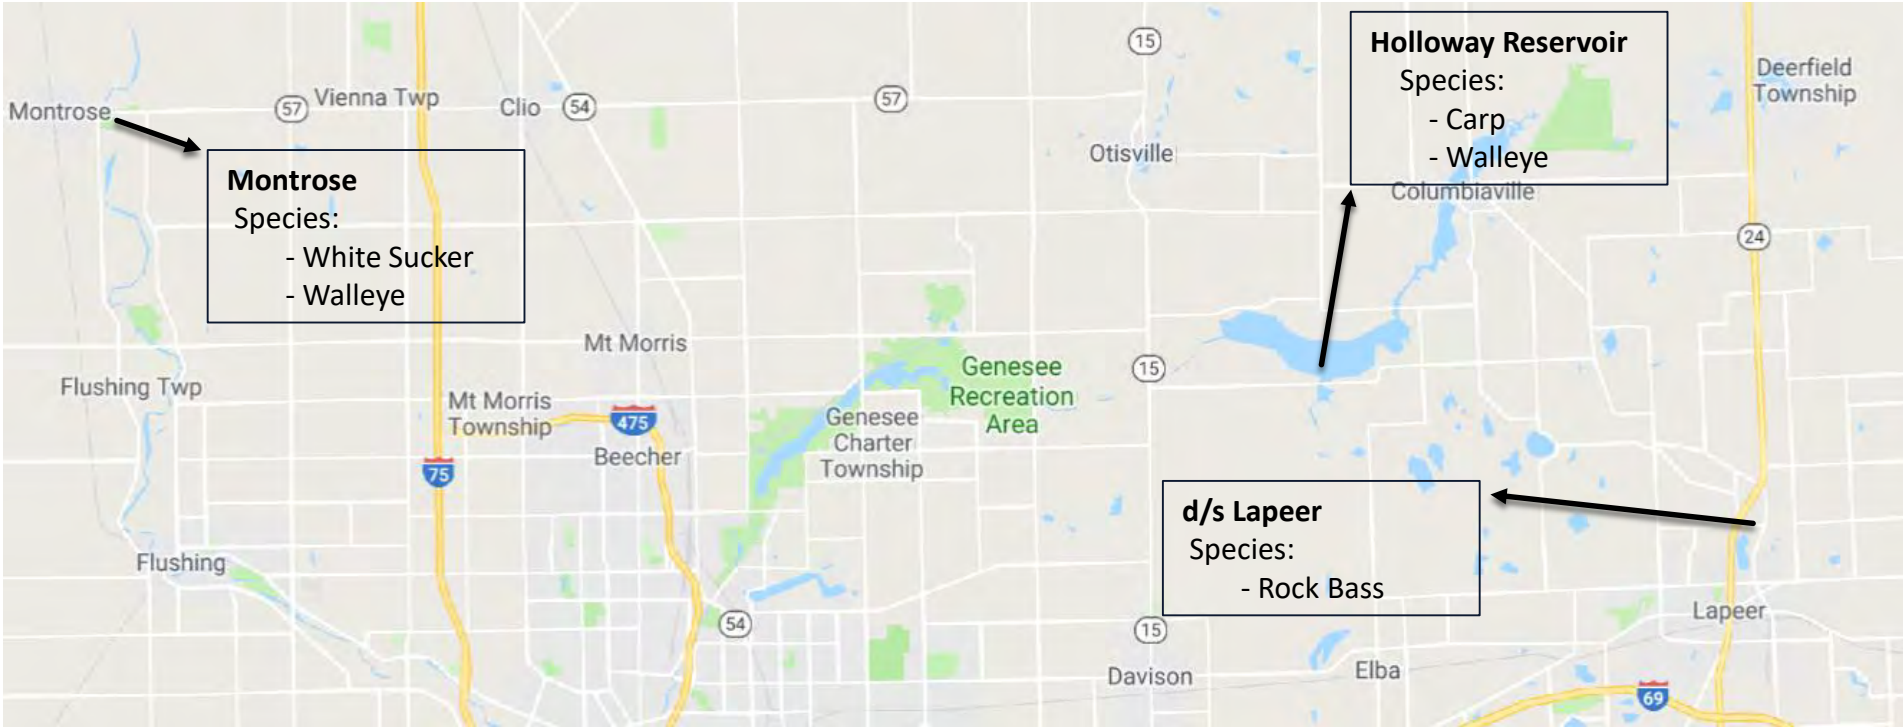 15
Holloway Reservoir
Species:
- Carp
- Walleye
Deerfield
Township
Montrose
57
Vienna Twp
Clio
54
57
Otisville
Montrose
Species:
- White Sucker
- Walleye
Columbiaville
24
Mt Morris
Flushing Twp
Mt Morris
Township
475
Beecher
75
Genesee
Charter
Township
Genesee
Recreation
Area
15
d/s Lapeer
Species:
- Rock Bass
Flushing
54
15
Davison
Elba
Lapeer
69